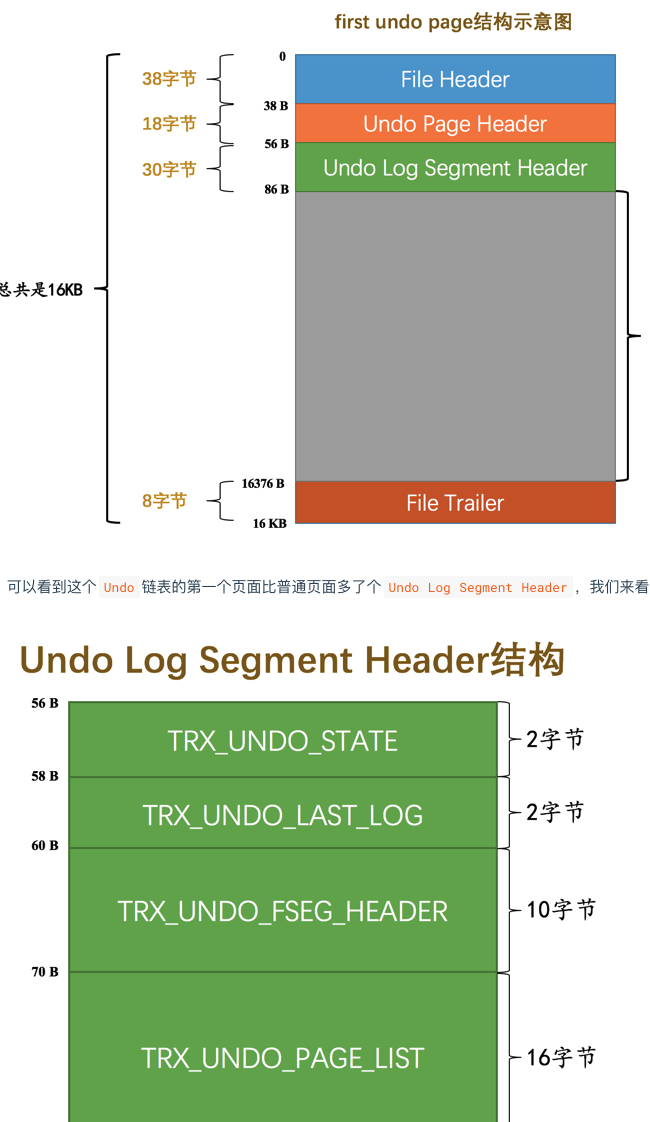 first undo page结构示意图
0
38字节
File Header
38 B
18字节
Undo Page Header
56 B
30字节
Undo Log Segment Header
86 B
总共是16KB
16376 B
8字节
File Trailer
16 KB
可以看到这个 Undo 链表的第一个页面比普通页面多了个 Undo Log Segment Header ，我们来看
Undo Log Segment Header结构
56 B
TRX_UNDO_STATE
2字节
58 B
TRX_UNDO_LAST_LOG
2字节
60 B
TRX_UNDO_FSEG_HEADER
10字节
70 B
TRX_UNDO_PAGE_LIST
16字节